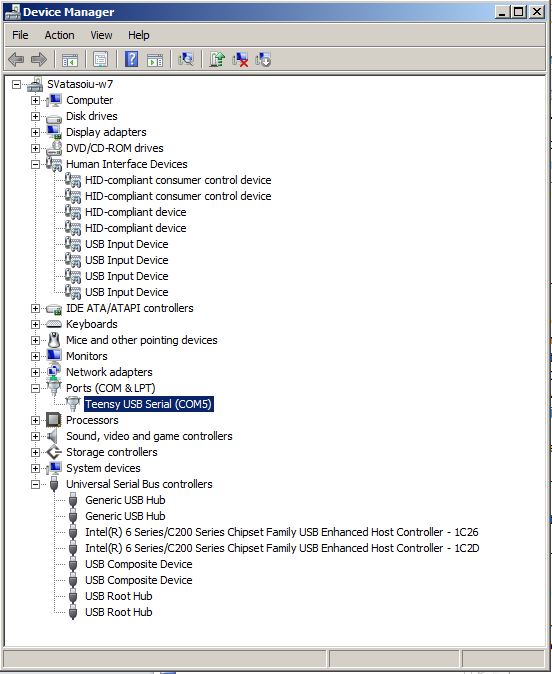 Device Manager
File Action View Help
SVatasoiu-w7
Computer
Disk drives
Display adapters
DVD/CD-ROM drives
Human Interface Devices
HID-compliant consumer control device
HID-compliant consumer control device
HID-compliant device
HID-compliant device
USB Input Device
USB Input Device
USB Input Device
USB Input Device
IDE ATA/ATAPI controllers
Keyboards
Mice and other pointing devices
Monitors
Network adapters
Ports (COM & LPT)
Teensy USB Serial (COM5)
Processors
Sound, video and game controllers
Storage controllers
System devices
Universal Serial Bus controllers
Generic USB Hub
Generic USB Hub
Intel(R) 6 Series/C200 Series Chipset Family USB Enhanced Host Controller - 1C26
Intel(R) 6 Series/C200 Series Chipset Family USB Enhanced Host Controller - 1C2D
USB Composite Device
USB Composite Device
USB Root Hub
USB Root Hub